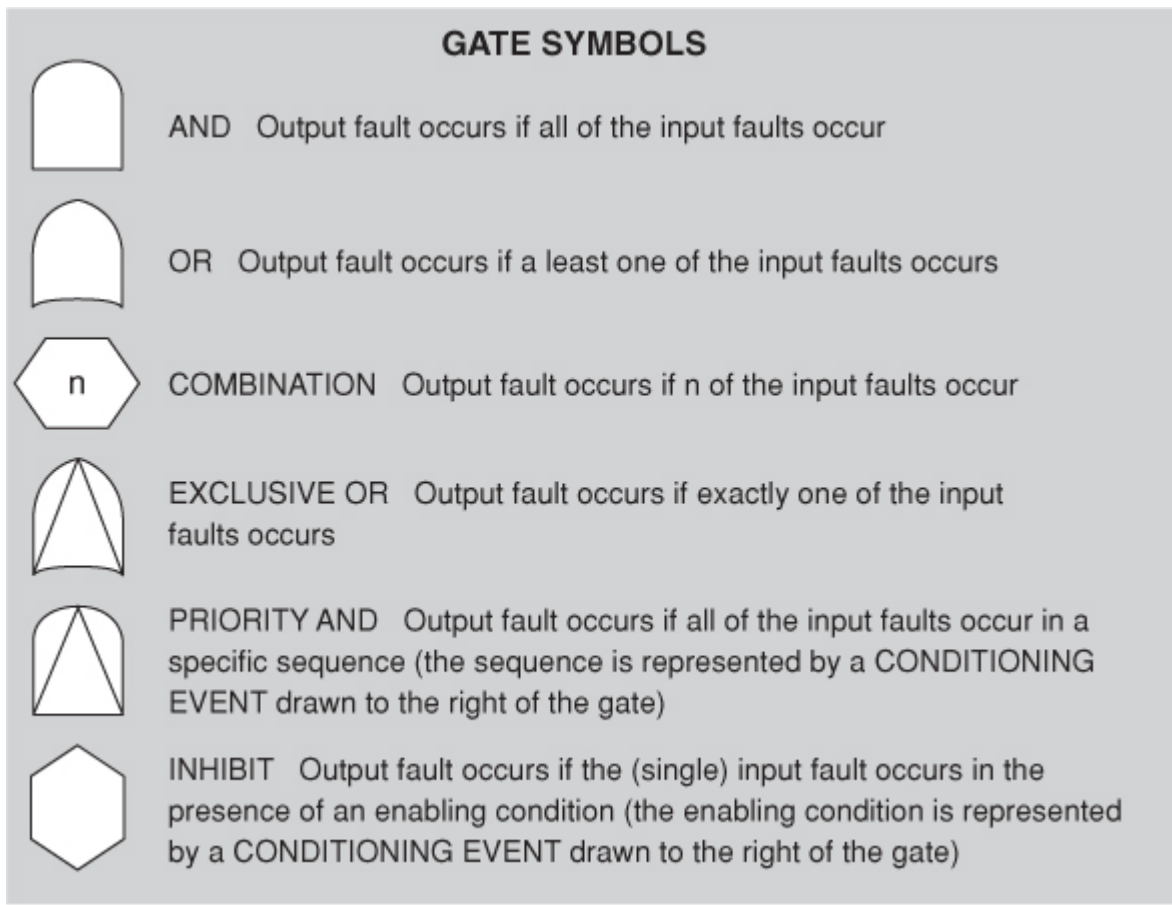 GATE SYMBOLS
AND Output fault occurs if all of the input faults occur
OR Output fault occurs if a least one of the input faults occurs
n
COMBINATION Output fault occurs if n of the input faults occur
EXCLUSIVE OR Output fault occurs if exactly one of the input
faults occurs
PRIORITY AND Output fault occurs if all of the input faults occur in a
specific sequence (the sequence is represented by a CONDITIONING
EVENT drawn to the right of the gate)
INHIBIT Output fault occurs if the (single) input fault occurs in the
presence of an enabling condition (the enabling condition is represented
by a CONDITIONING EVENT drawn to the right of the gate)